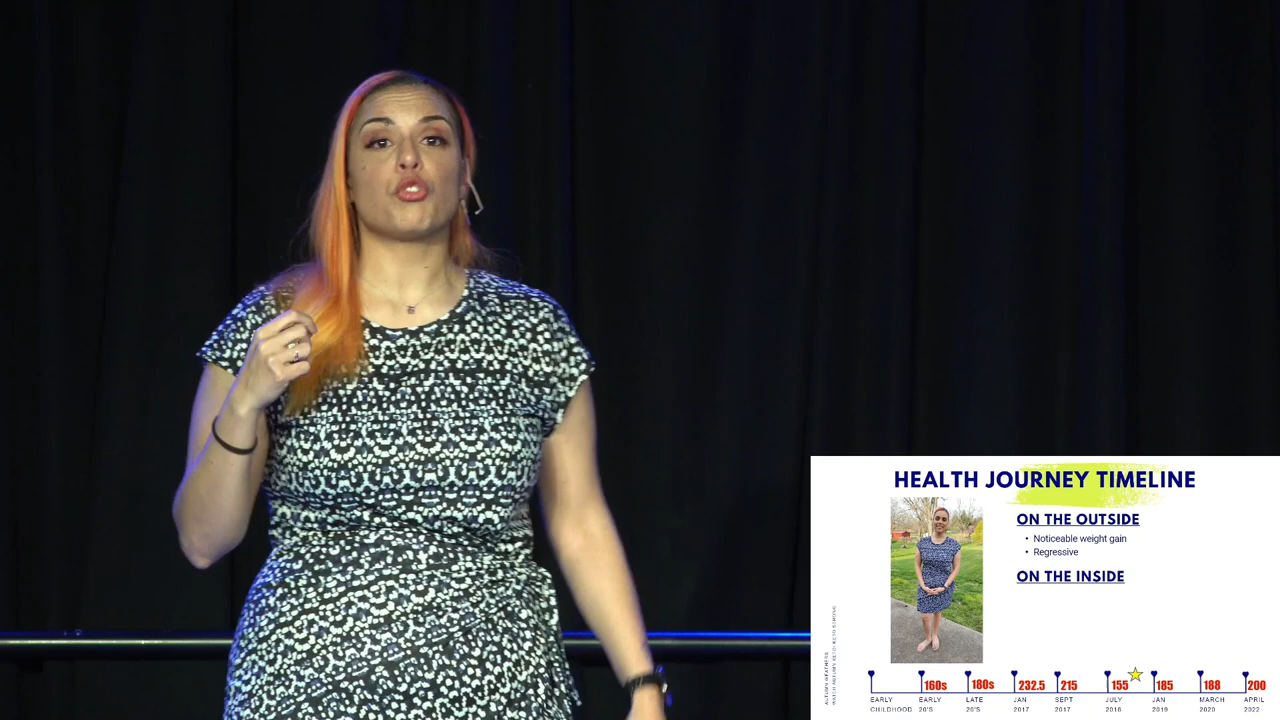 HEALTH JOURNEY TIMELINE
ON THE OUTSIDE
• Noticeable weight gain
• Regressive
ON THE INSIDE
AUTUMN WEATHERS
160s
180s
232.5
215
155
185
188
200
EARLY CHILDHOOD
EARLY 20'S
LATE 20'S
JAN 2017
SEPT 2017
JULY 2018
JAN 2019
MARCH 2020
APRIL 2022